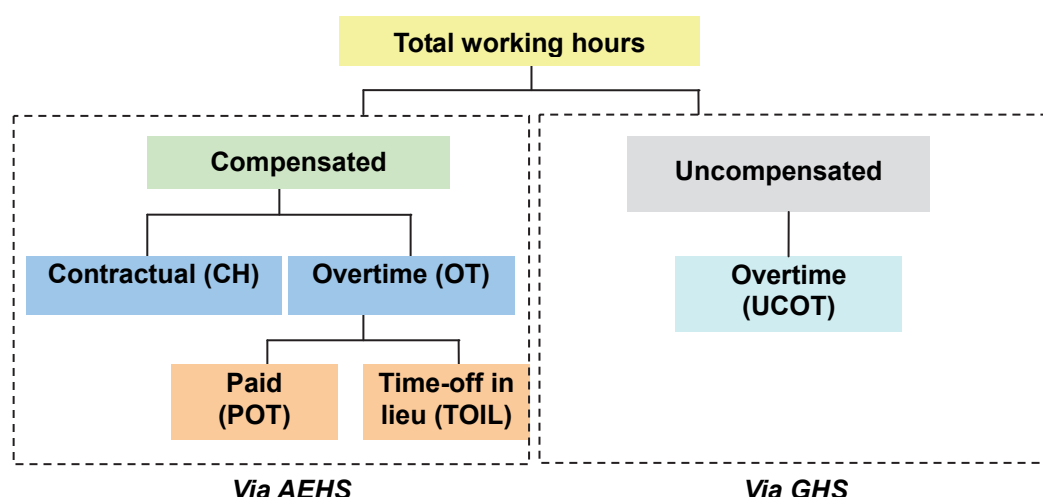 Total working hours
Compensated
Uncompensated
Contractual (CH)
Overtime (OT)
Overtime
(UCOT)
Paid
(POT)
Time-off in
lieu (TOIL)
Via AEHS
Via GHS